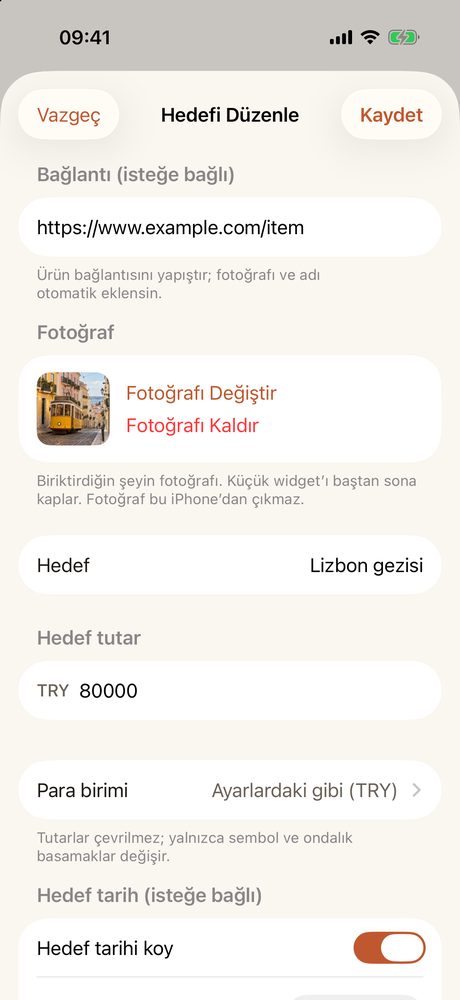 09:41
Vazgeç
Hedefi Düzenle
Kaydet
Bağlantı (isteğe bağlı)
https://www.example.com/item
Ürün bağlantısını yapıştır; fotoğrafı ve adı
otomatik eklensin.
Fotoğraf
Fotoğrafı Değiştir
Fotoğrafı Kaldır
Biriktirdiğin şeyin fotoğrafı. Küçük widget’ı baştan sona
kaplar. Fotoğraf bu iPhone’dan çıkmaz.
Hedef
Lizbon gezisi
Hedef tutar
TRY 80000
Para birimi
Ayarlardaki gibi (TRY)
Tutarlar çevrilmez; yalnızca sembol ve ondalık
basamaklar değişir.
Hedef tarih (isteğe bağlı)
Hedef tarihi koy